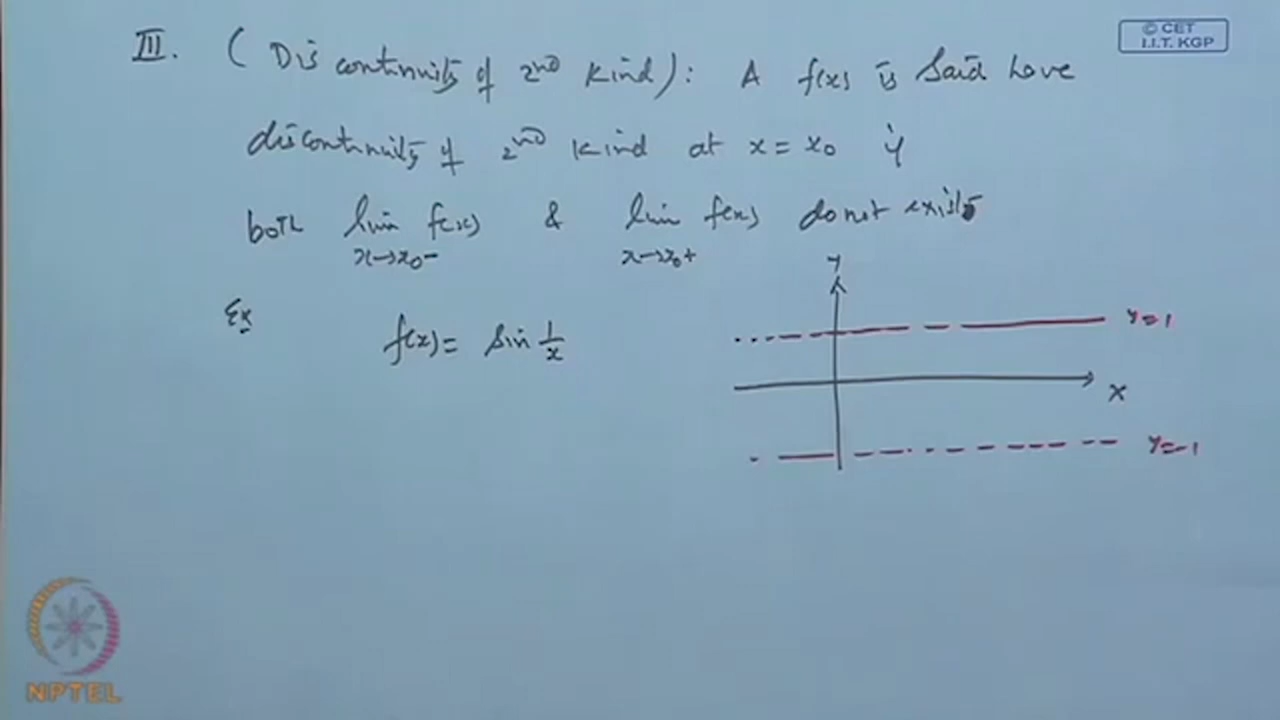 © CET
I.I.T. KGP
III. (Discontinuity of 2nd kind): A f(x) is said have
discontinuity of 2nd kind at x = x0 if
both lim f(x) & lim f(x) do not exists
x→x0- x→x0+
Ex f(x) = sin 1/x
y
y=1
x
y=-1
NPTEL